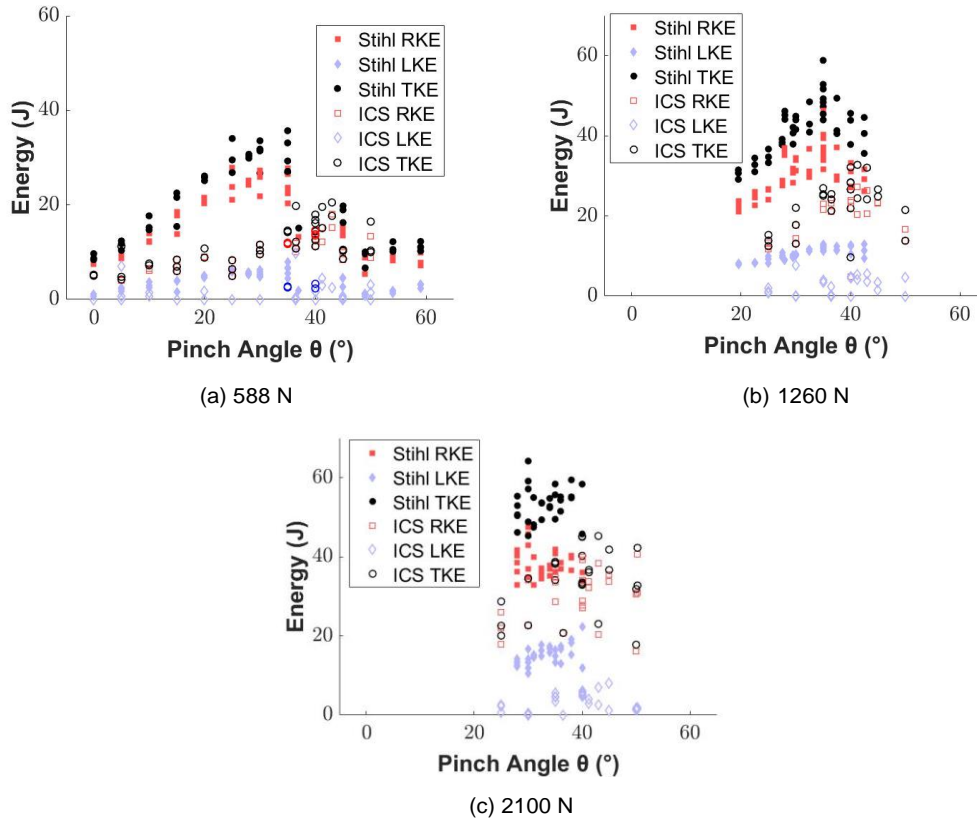 60
40
20
0
Energy (J)
Stihl RKE
Stihl LKE
Stihl TKE
ICS RKE
ICS LKE
ICS TKE
0 20 40 60
Pinch Angle θ (°)
(a) 588 N
60
40
20
0
Energy (J)
Stihl RKE
Stihl LKE
Stihl TKE
ICS RKE
ICS LKE
ICS TKE
0 20 40 60
Pinch Angle θ (°)
(b) 1260 N
60
40
20
0
Energy (J)
Stihl RKE
Stihl LKE
Stihl TKE
ICS RKE
ICS LKE
ICS TKE
0 20 40 60
Pinch Angle θ (°)
(c) 2100 N